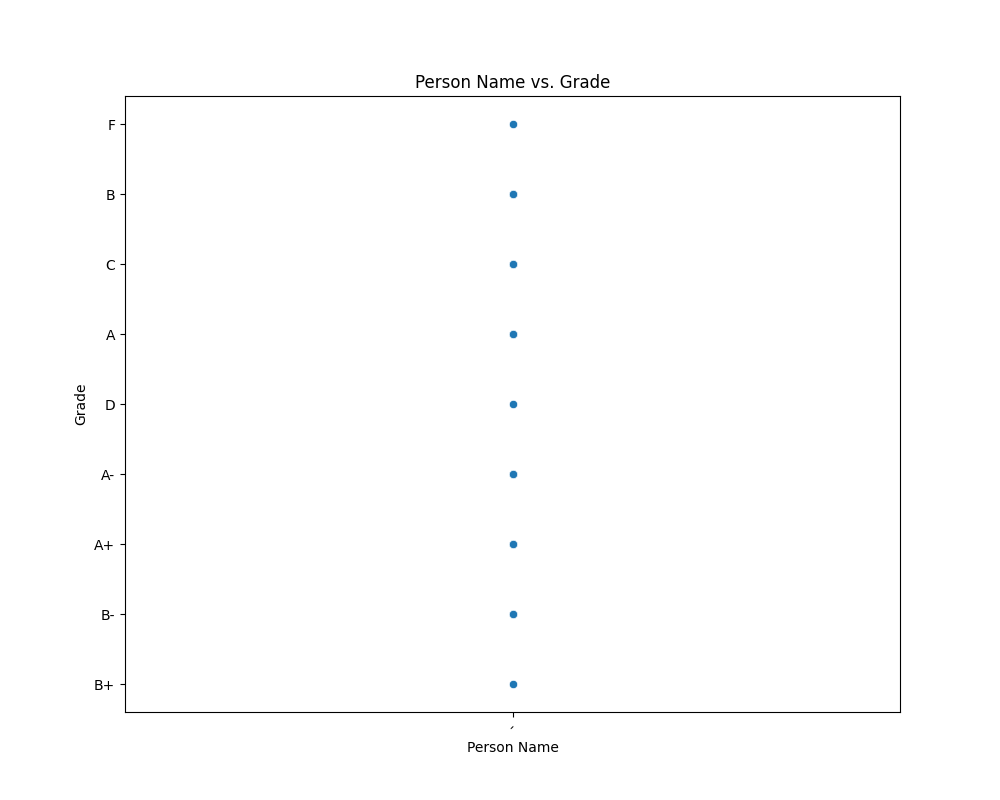 Person Name vs. Grade
F
B
C
A
D
A-
A+
B-
B+
Grade
Person Name